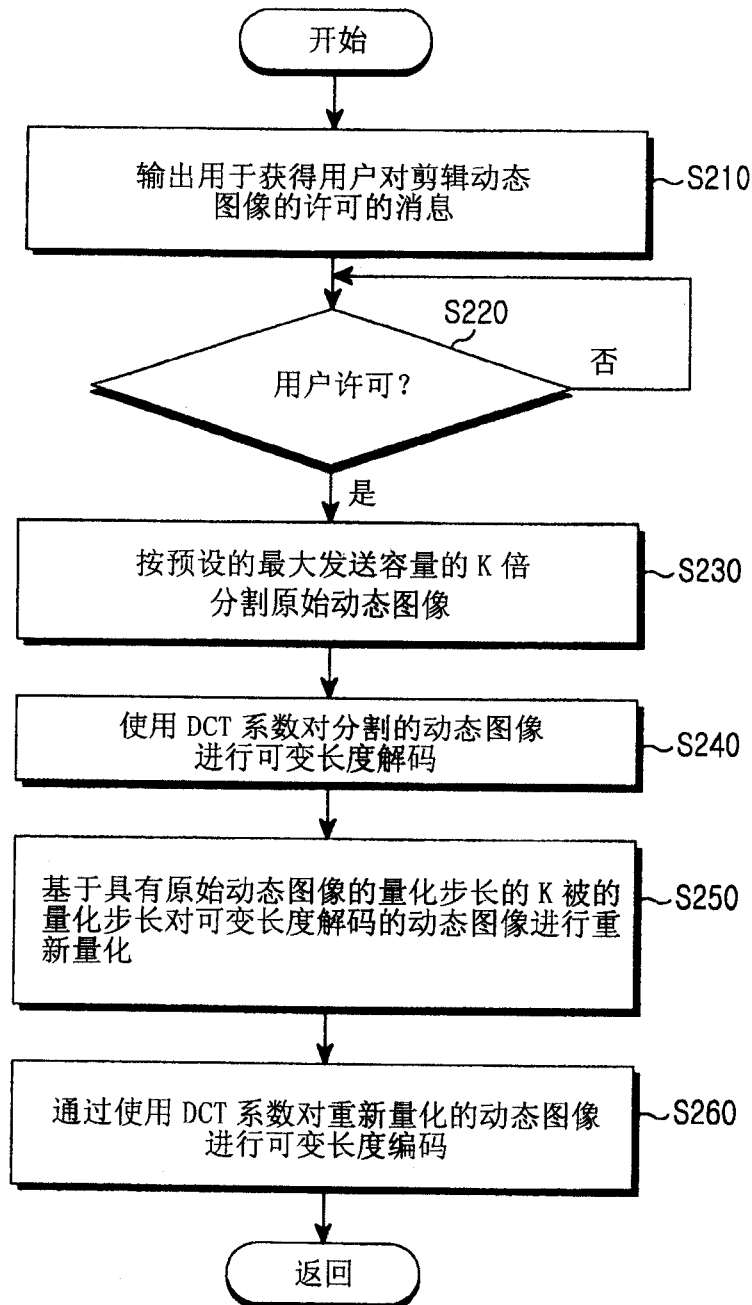 开始
输出用于获得用户对剪辑动态
图像的许可的消息
S210
S220
用户许可?
否
是
按预设的最大发送容量的 K 倍
分割原始动态图像
S230
使用 DCT 系数对分割的动态图像
进行可变长度解码
S240
基于具有原始动态图像的量化步长的 K 被的
量化步长对可变长度解码的动态图像进行重
新量化
S250
通过使用 DCT 系数对重新量化的动态图像
进行可变长度编码
S260
返回